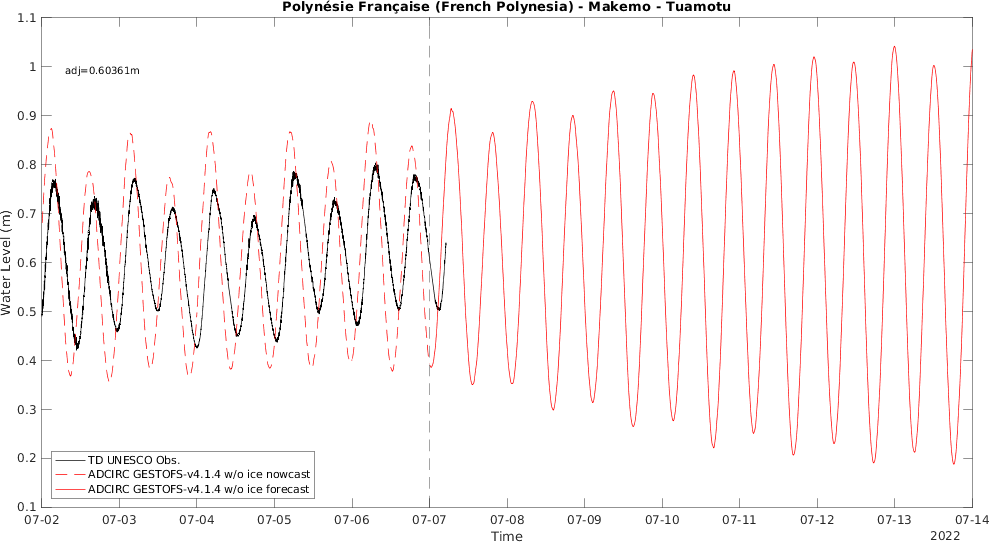 Polynésie Française (French Polynesia) - Makemo - Tuamotu
1.1
1
0.9
0.8
0.7
0.6
0.5
0.4
0.3
0.2
0.1
Water Level (m)
adj=0.60361m
TD UNESCO Obs.
ADCIRC GESTOFS-v4.1.4 w/o ice nowcast
ADCIRC GESTOFS-v4.1.4 w/o ice forecast
07-02 07-03 07-04 07-05 07-06 07-07 07-08 07-09 07-10 07-11 07-12 07-13 07-14
Time
2022